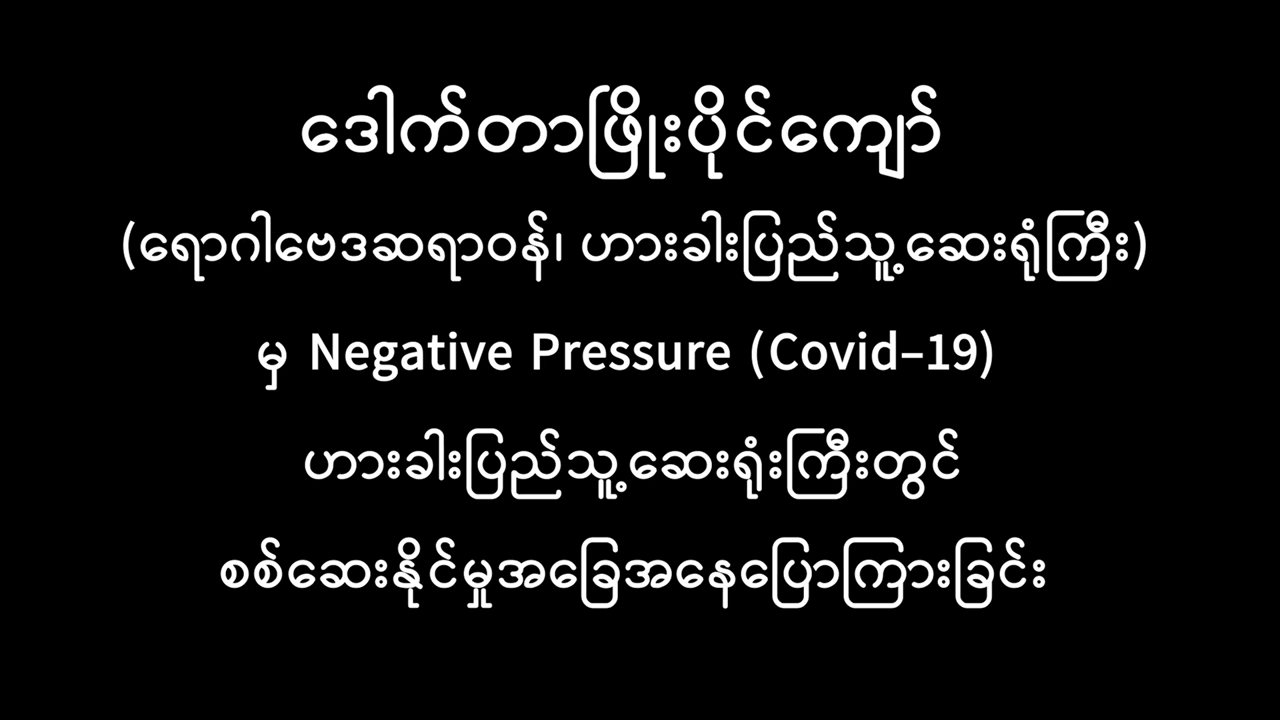 ဒေါက်တာဖြိုးပိုင်ကျော်
(ရောဂါဗေဒဆရာဝန်၊ ဟားခါးပြည်သူ့ဆေးရုံကြီး)
မှ Negative Pressure (Covid-19)
ဟားခါးပြည်သူ့ဆေးရုံးကြီးတွင်
စစ်ဆေးနိုင်မှုအခြေအနေပြောကြားခြင်း